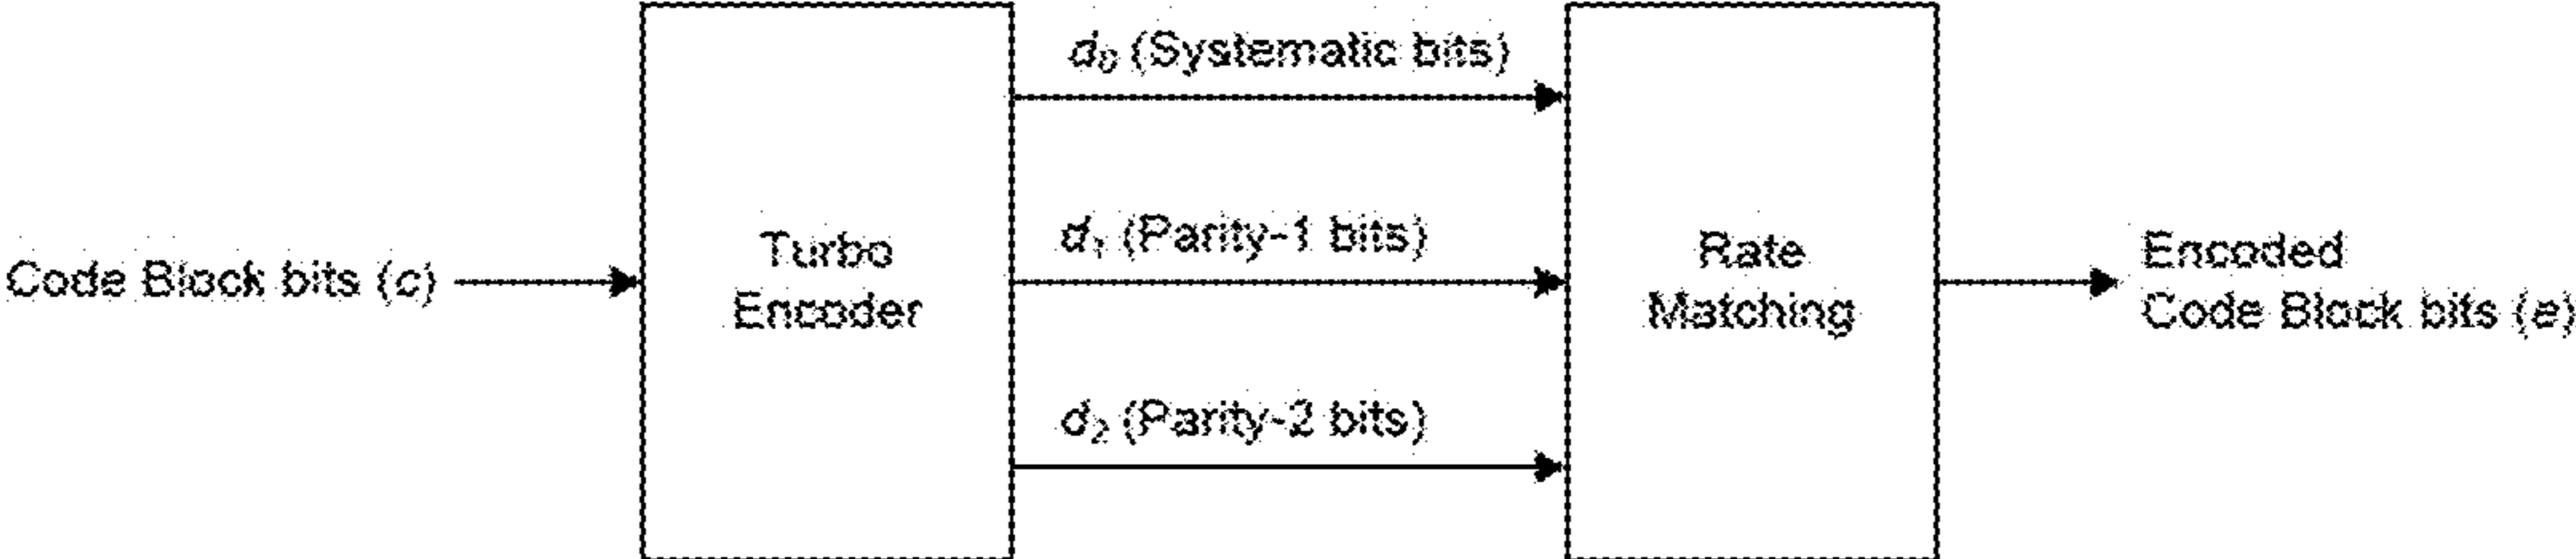 d₀ (Systematic bits)
Code Block bits (c)
Turbo
Encoder
d₁ (Parity-1 bits)
Rate
Matching
Encoded
Code Block bits (e)
d₂ (Parity-2 bits)